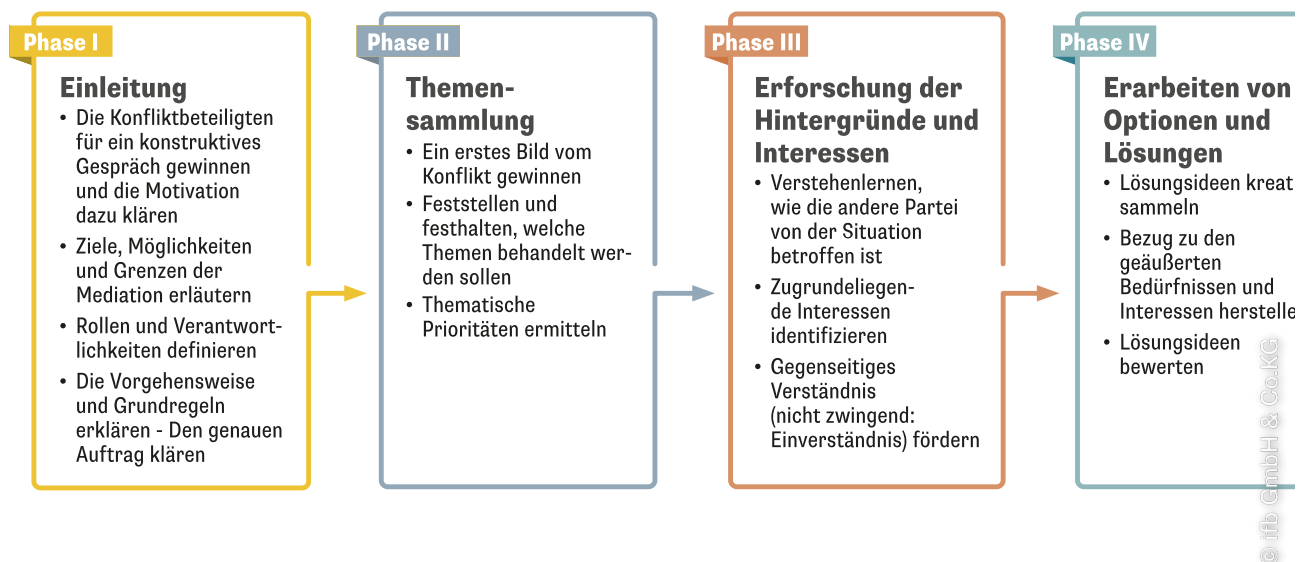 Phase I
Einleitung
• Die Konfliktbeteiligten
für ein konstruktives
Gespräch gewinnen
und die Motivation
dazu klären
• Ziele, Möglichkeiten
und Grenzen der
Mediation erläutern
• Rollen und Verantwort-
lichkeiten definieren
• Die Vorgehensweise
und Grundregeln
erklären - Den genauen
Auftrag klären
Phase II
Themen-
sammlung
• Ein erstes Bild vom
Konflikt gewinnen
• Feststellen und
festhalten, welche
Themen behandelt wer-
den sollen
• Thematische
Prioritäten ermitteln
Phase III
Erforschung der
Hintergründe und
Interessen
• Verstehenlernen,
wie die andere Partei
von der Situation
betroffen ist
• Zugrundeliegen-
de Interessen
identifizieren
• Gegenseitiges
Verständnis
(nicht zwingend:
Einverständnis) fördern
Phase IV
Erarbeiten von
Optionen und
Lösungen
• Lösungsideen kreat
sammeln
• Bezug zu den
geäußerten
Bedürfnissen und
Interessen herstelle
• Lösungsideen
bewerten
© ifb GmbH & Co.KG